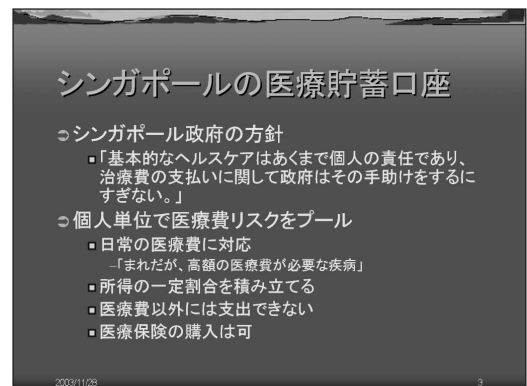 シンガポールの医療貯蓄口座
シンガポール政府の方針
「基本的なヘルスケアはあくまで個人の責任であり、
治療費の支払いに関して政府はその手助けをするに
すぎない。」
個人単位で医療費リスクをプール
日常の医療費に対応
–「まれだが、高額の医療費が必要な疾病」
所得の一定割合を積み立てる
医療費以外には支出できない
医療保険の購入は可
2003/11/28
3